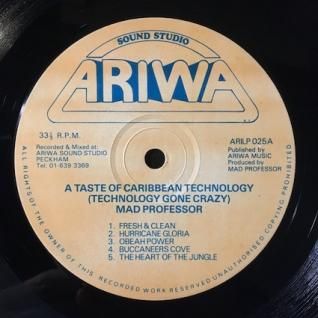 SOUND STUDIO
ARIWA
33⅓ R.P.M.
Recorded & Mixed at:
ARIWA SOUND STUDIO
PECKHAM
Tel: 01-639 3369
ARILP 025A
Published by
ARIWA MUSIC
Produced by
MAD PROFESSOR
A TASTE OF CARIBBEAN TECHNOLOGY
(TECHNOLOGY GONE CRAZY)
MAD PROFESSOR
1. FRESH & CLEAN
2. HURRICANE GLORIA
3. OBEAH POWER
4. BUCCANEERS COVE
5. THE HEART OF THE JUNGLE
ALL RIGHTS OF THE OWNER OF THIS RECORDED WORK RESERVED UNAUTHORISED COPYING PROHIBITED